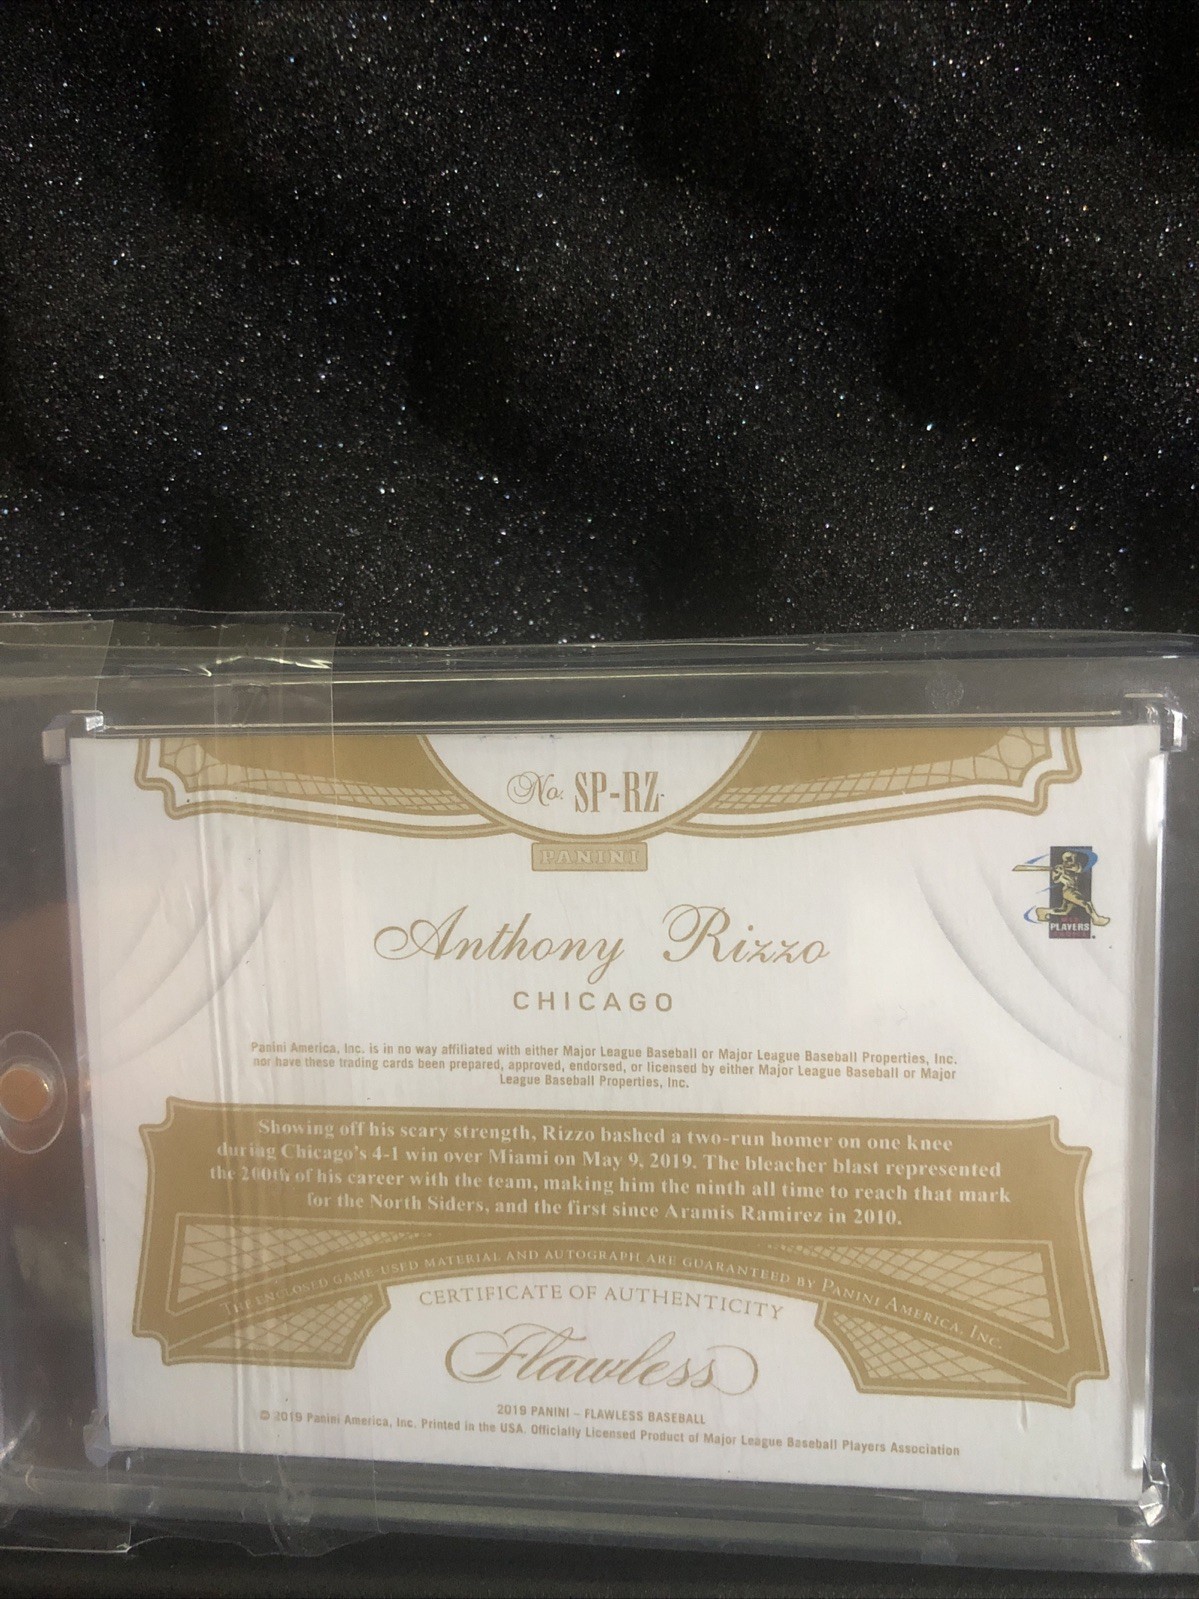 No. SP-RZ
PANINI
PLAYERS
Anthony Rizzo
CHICAGO
Panini America, Inc. is in no way affiliated with either Major League Baseball or Major League Baseball Properties, Inc.
nor have these trading cards been prepared, approved, endorsed, or licensed by either Major League Baseball or Major
League Baseball Properties, Inc.
Showing off his scary strength, Rizzo bashed a two-run homer on one knee
during Chicago's 4-1 win over Miami on May 9, 2019. The bleacher blast represented
the 200th of his career with the team, making him the ninth all time to reach that mark
for the North Siders, and the first since Aramis Ramirez in 2010.
THE ENCLOSED GAME-USED MATERIAL AND AUTOGRAPH ARE GUARANTEED BY PANINI AMERICA, INC.
CERTIFICATE OF AUTHENTICITY
Flawless
2019 PANINI – FLAWLESS BASEBALL
© 2019 Panini America, Inc. Printed in the USA. Officially Licensed Product of Major League Baseball Players Association